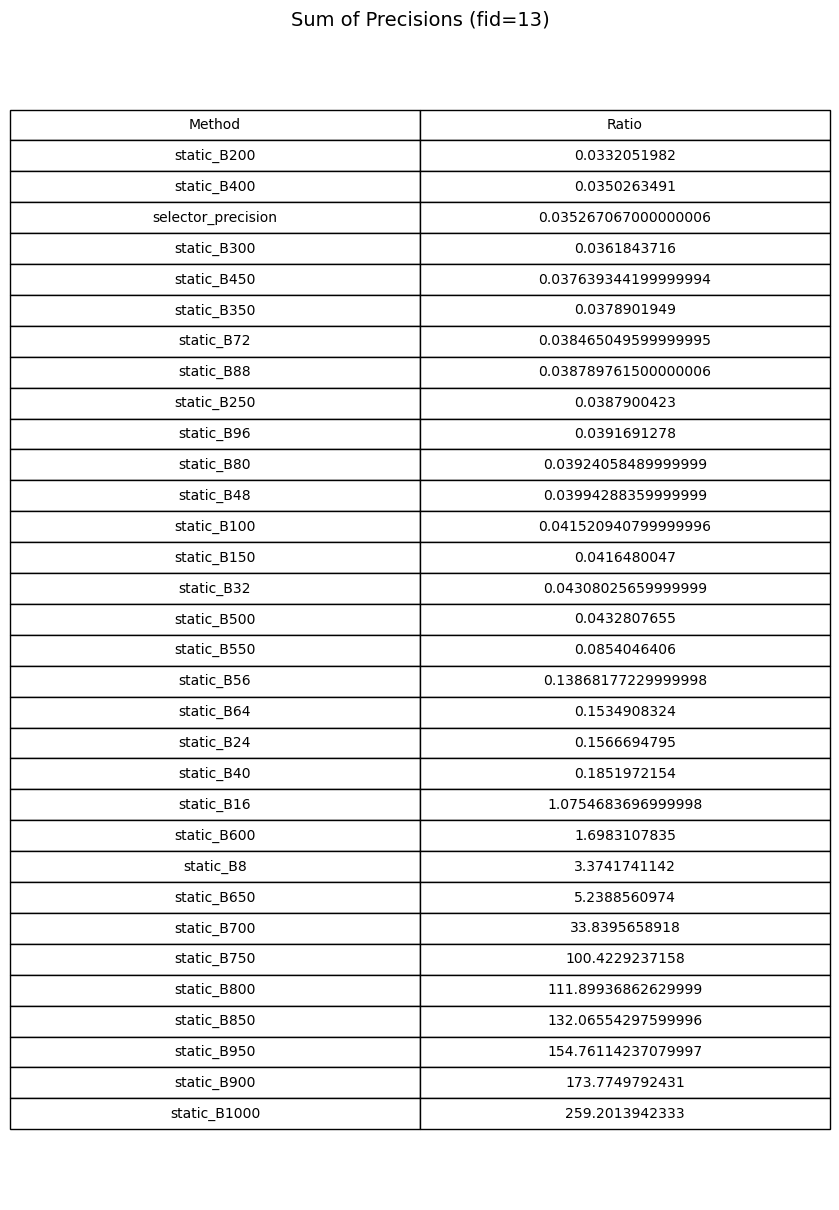 Sum of Precisions (fid=13)
Method Ratio
static_B200 0.0332051982
static_B400 0.0350263491
selector_precision 0.035267067000000006
static_B300 0.0361843716
static_B450 0.037639344199999994
static_B350 0.0378901949
static_B72 0.038465049599999995
static_B88 0.038789761500000006
static_B250 0.0387900423
static_B96 0.0391691278
static_B80 0.03924058489999999
static_B48 0.03994288359999999
static_B100 0.041520940799999996
static_B150 0.0416480047
static_B32 0.04308025659999999
static_B500 0.0432807655
static_B550 0.0854046406
static_B56 0.13868177229999998
static_B64 0.1534908324
static_B24 0.1566694795
static_B40 0.1851972154
static_B16 1.0754683696999998
static_B600 1.6983107835
static_B8 3.3741741142
static_B650 5.2388560974
static_B700 33.8395658918
static_B750 100.4229237158
static_B800 111.89936862629999
static_B850 132.06554297599996
static_B950 154.76114237079997
static_B900 173.7749792431
static_B1000 259.2013942333